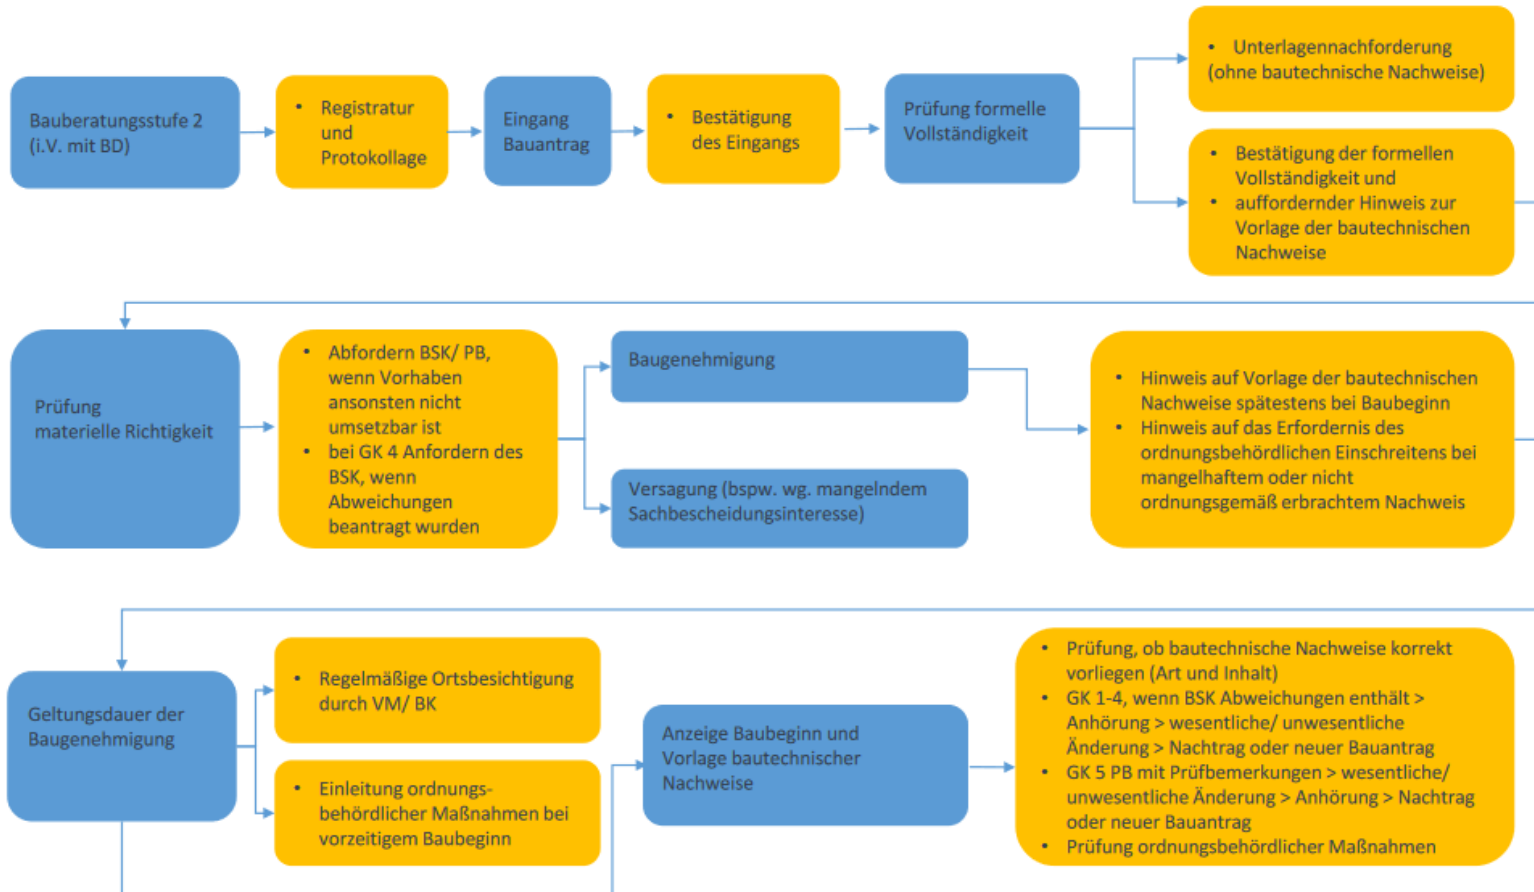 Bauberatungsstufe 2
(i.V. mit BD)
• Registratur
und
Protokollage
Eingang
Bauantrag
• Bestätigung
des Eingangs
Prüfung formelle
Vollständigkeit
• Unterlagennachforderung
(ohne bautechnische Nachweise)
• Bestätigung der formellen
Vollständigkeit und
• auffordernder Hinweis zur
Vorlage der bautechnischen
Nachweise
Prüfung
materielle Richtigkeit
• Abfordern BSK/ PB,
wenn Vorhaben
ansonsten nicht
umsetzbar ist
• bei GK 4 Anfordern des
BSK, wenn
Abweichungen
beantragt wurden
Baugenehmigung
Versagung (bspw. wg. mangelndem
Sachbescheidungsinteresse)
• Hinweis auf Vorlage der bautechnischen
Nachweise spätestens bei Baubeginn
• Hinweis auf das Erfordernis des
ordnungsbehördlichen Einschreitens bei
mangelhaftem oder nicht
ordnungsgemäß erbrachtem Nachweis
Geltungsdauer der
Baugenehmigung
• Regelmäßige Ortsbesichtigung
durch VM/ BK
• Einleitung ordnungs-
behördlicher Maßnahmen bei
vorzeitigem Baubeginn
Anzeige Baubeginn und
Vorlage bautechnischer
Nachweise
• Prüfung, ob bautechnische Nachweise korrekt
vorliegen (Art und Inhalt)
• GK 1-4, wenn BSK Abweichungen enthält >
Anhörung > wesentliche/ unwesentliche
Änderung > Nachtrag oder neuer Bauantrag
• GK 5 PB mit Prüfbemerkungen > wesentliche/
unwesentliche Änderung > Anhörung > Nachtrag
oder neuer Bauantrag
• Prüfung ordnungsbehördlicher Maßnahmen